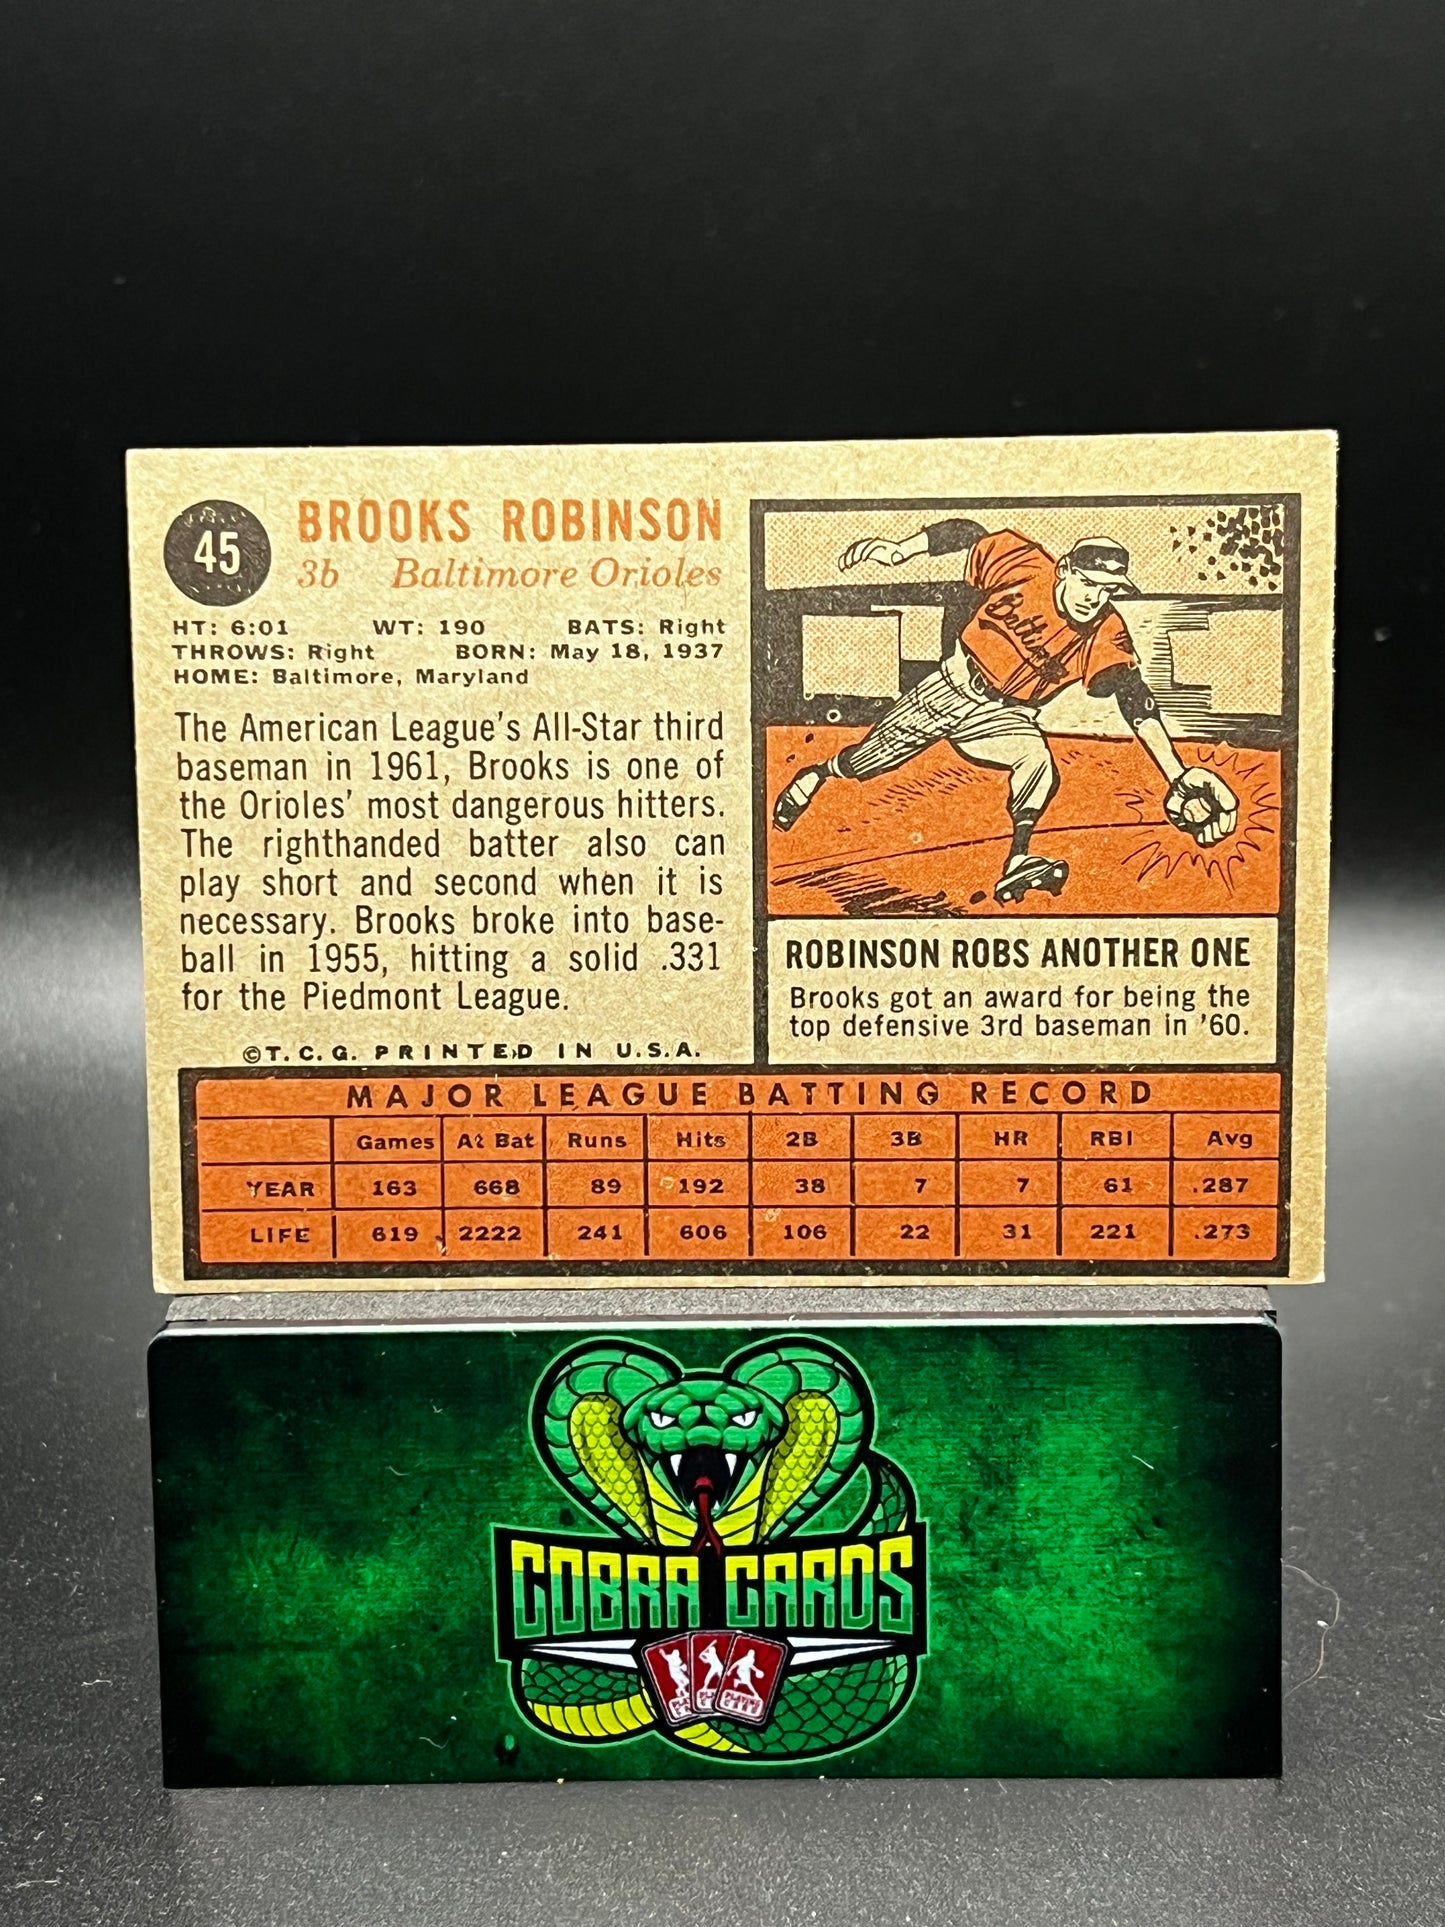 45
BROOKS ROBINSON
3b Baltimore Orioles
HT: 6:01 WT: 190 BATS: Right
THROWS: Right BORN: May 18, 1937
HOME: Baltimore, Maryland
The American League's All-Star third
baseman in 1961, Brooks is one of
the Orioles' most dangerous hitters.
The righthanded batter also can
play short and second when it is
necessary. Brooks broke into base-
ball in 1955, hitting a solid .331
for the Piedmont League.
©T. C. G. PRINTED IN U.S.A.
ROBINSON ROBS ANOTHER ONE
Brooks got an award for being the
top defensive 3rd baseman in '60.
MAJOR LEAGUE BATTING RECORD
Games At Bat Runs Hits 2B 3B HR RBI Avg
YEAR 163 668 89 192 38 7 7 61 .287
LIFE 619 2222 241 606 106 22 31 221 .273
COBRA CARDS